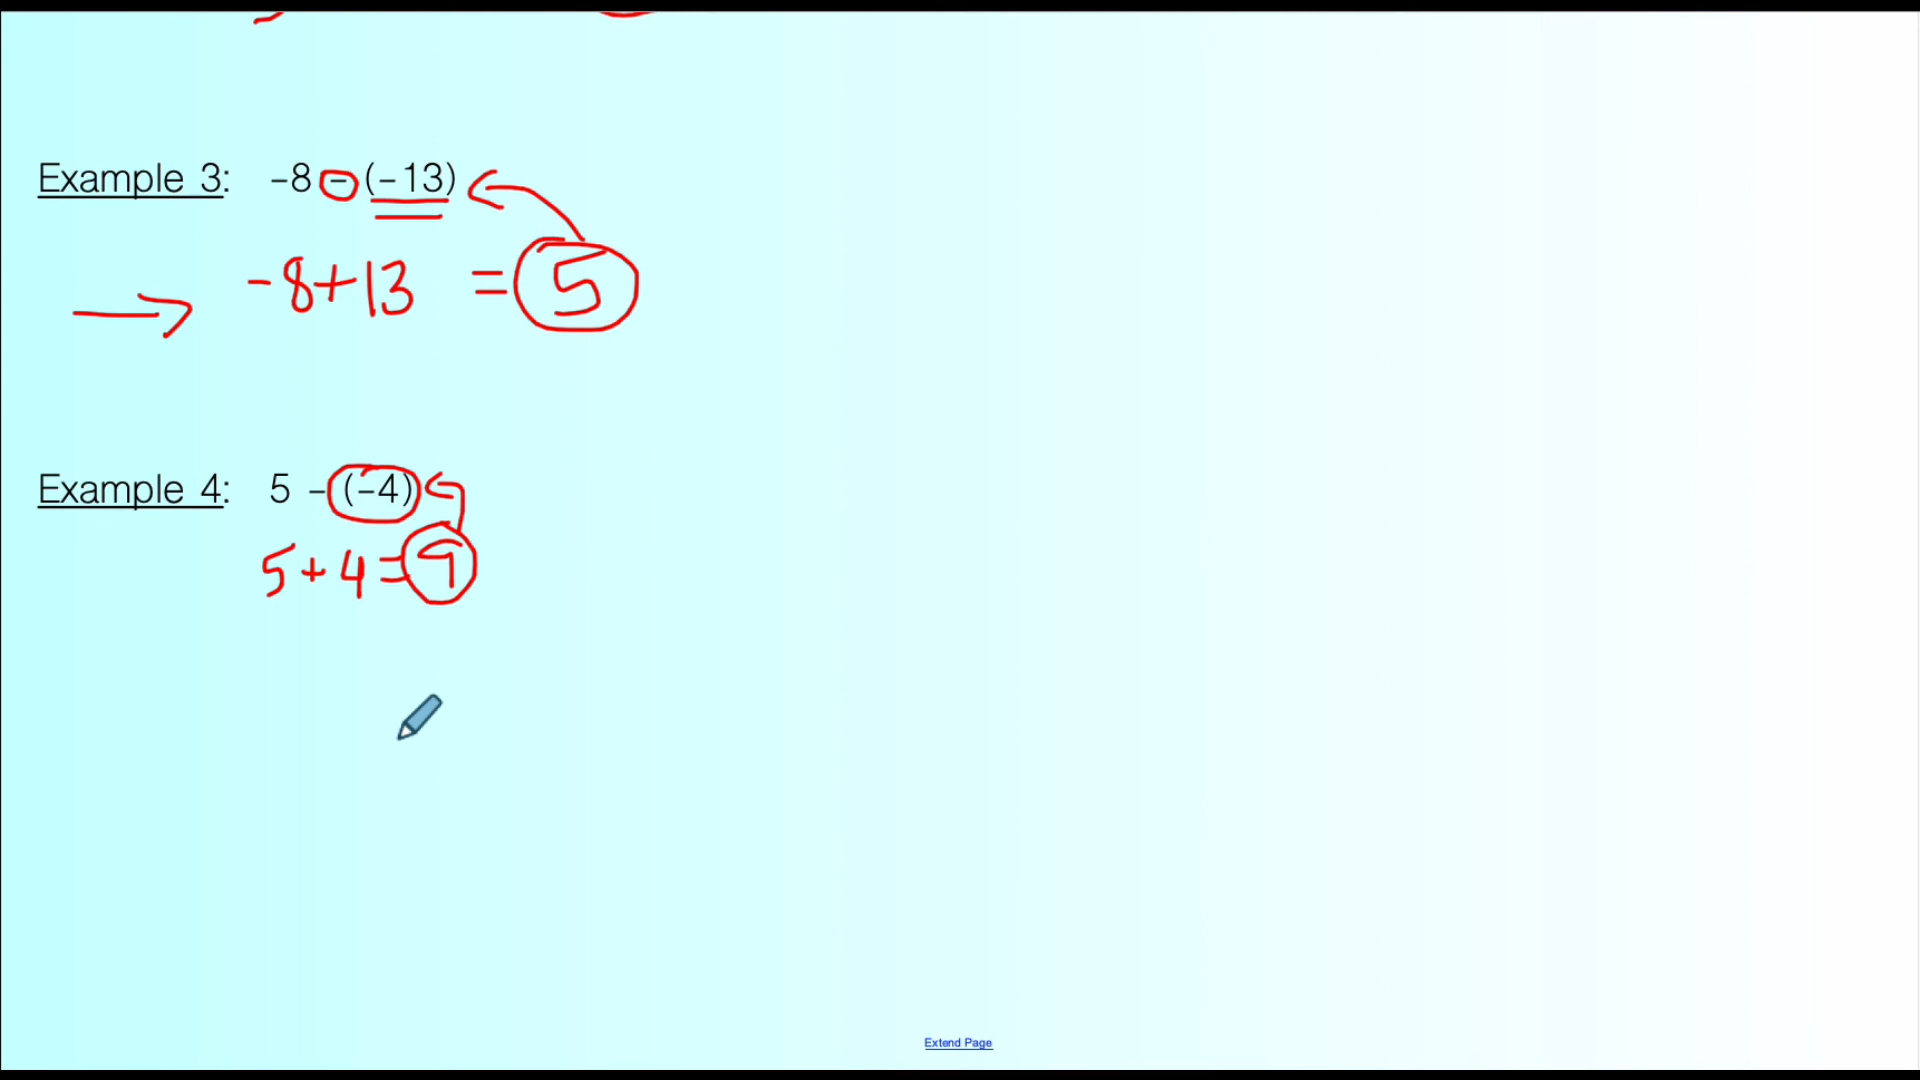 Example 3: -8 - (-13)
-8+13 = 5
Example 4: 5 - (-4)
5+4=9
Extend Page